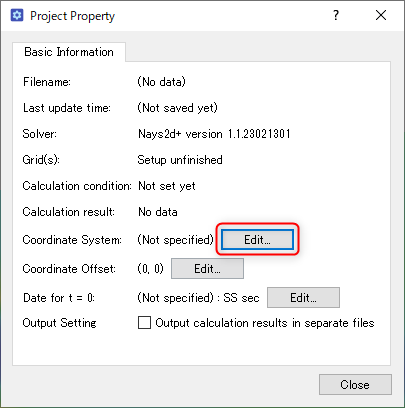 Project Property
?
Basic Information
Filename: (No data)
Last update time: (Not saved yet)
Solver: Nays2d+ version 1.1.23021301
Grid(s): Setup unfinished
Calculation condition: Not set yet
Calculation result: No data
Coordinate System: (Not specified) Edit...
Coordinate Offset: (0, 0) Edit...
Date for t = 0: (Not specified) : SS sec Edit...
Output Setting Output calculation results in separate files
Close